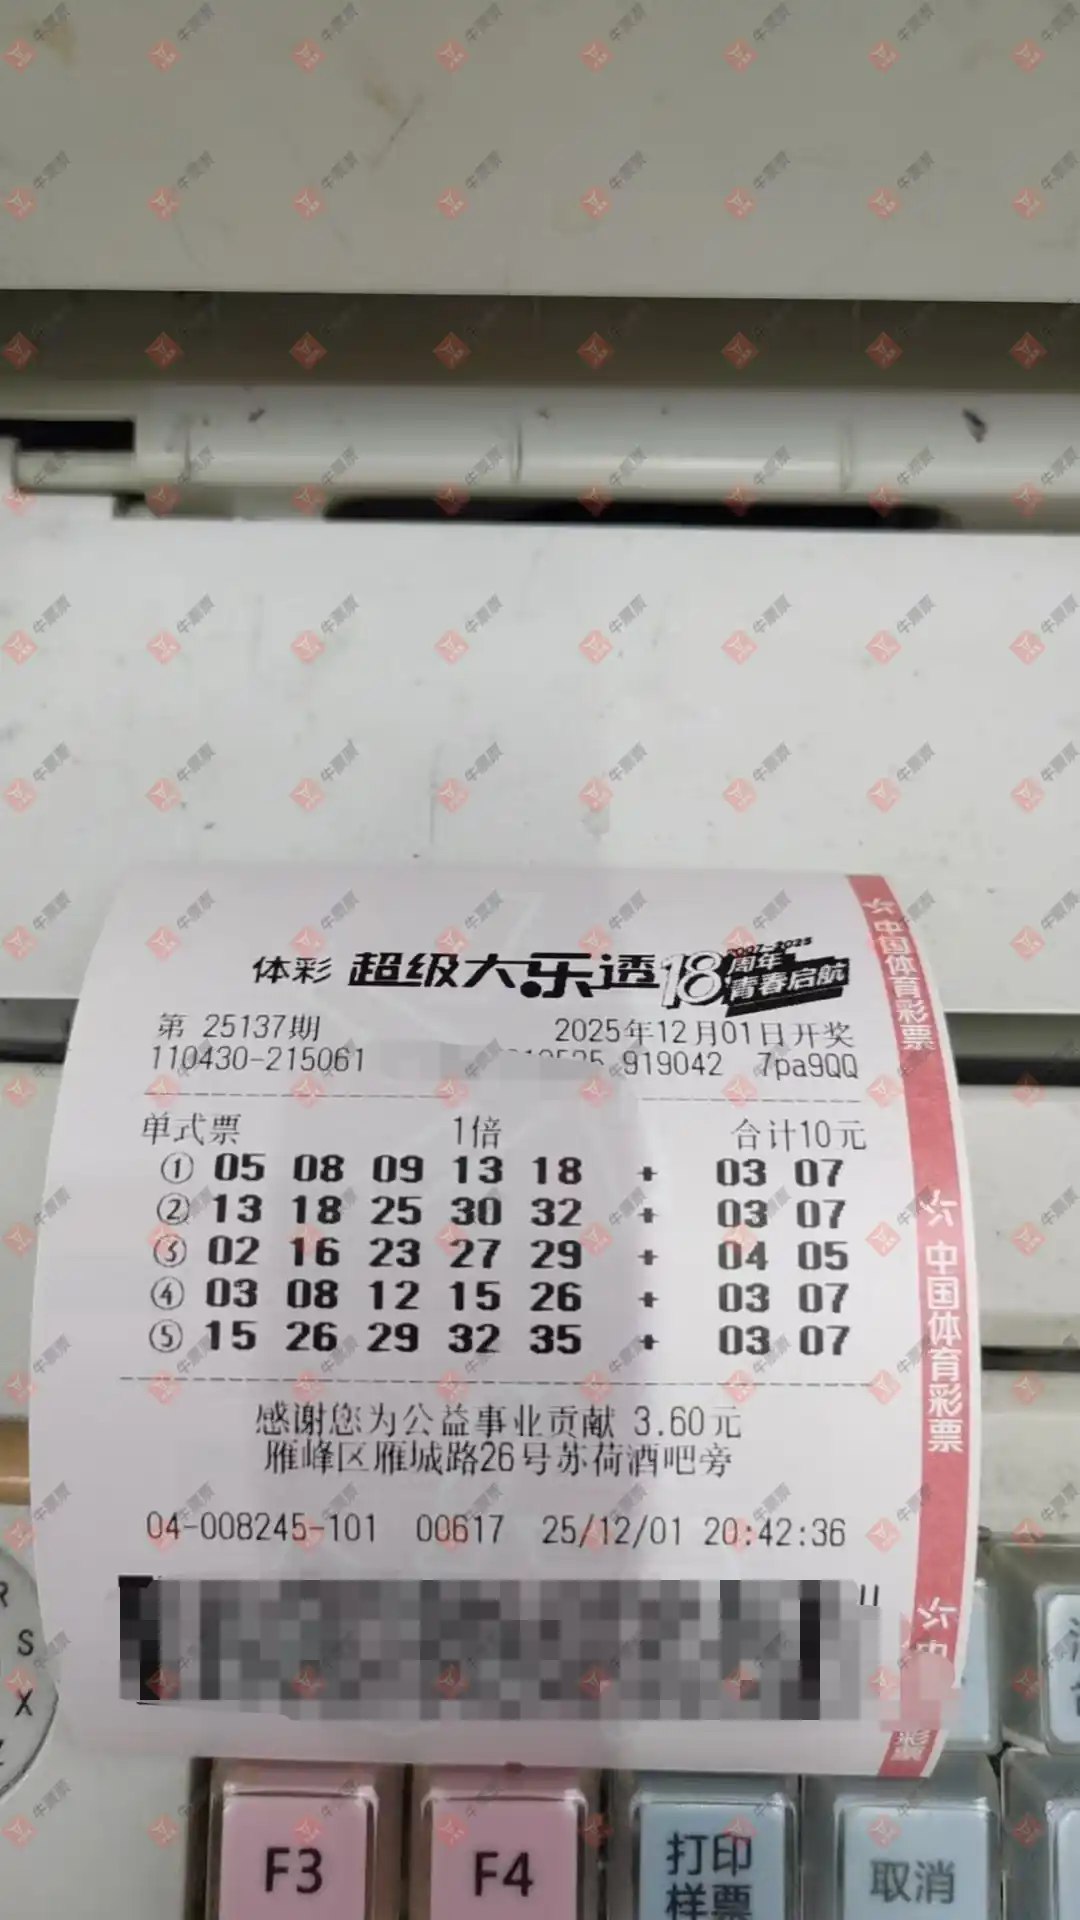 体彩 超级大乐透 18 2007-2025 周年 青春启航
第 25137期 2025年12月01日开奖
110430-215061 919042 7pa9QQ
单式票 1倍 合计10元
① 05 08 09 13 18 + 03 07
② 13 18 25 30 32 + 03 07
③ 02 16 23 27 29 + 04 05
④ 03 08 12 15 26 + 03 07
⑤ 15 26 29 32 35 + 03 07
感谢您为公益事业贡献 3.60元
雁峰区雁城路26号苏荷酒吧旁
04-008245-101 00617 25/12/01 20:42:36
中国体育彩票
中国体育彩票
R
S
X
Z
F3
F4
打印
样票
取消
牛票票